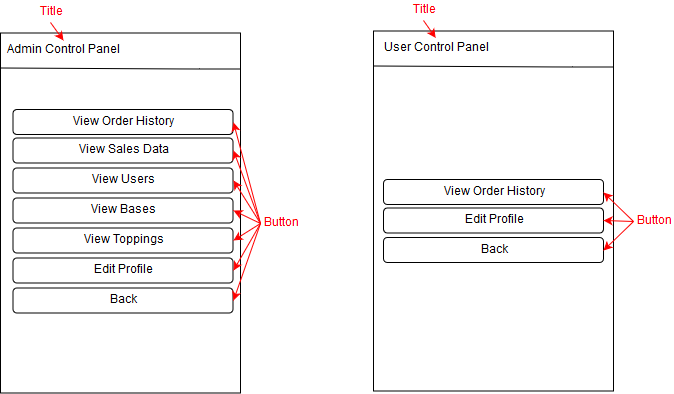 Title
Admin Control Panel
View Order History
View Sales Data
View Users
View Bases
View Toppings
Edit Profile
Back
Button
Title
User Control Panel
View Order History
Edit Profile
Back
Button